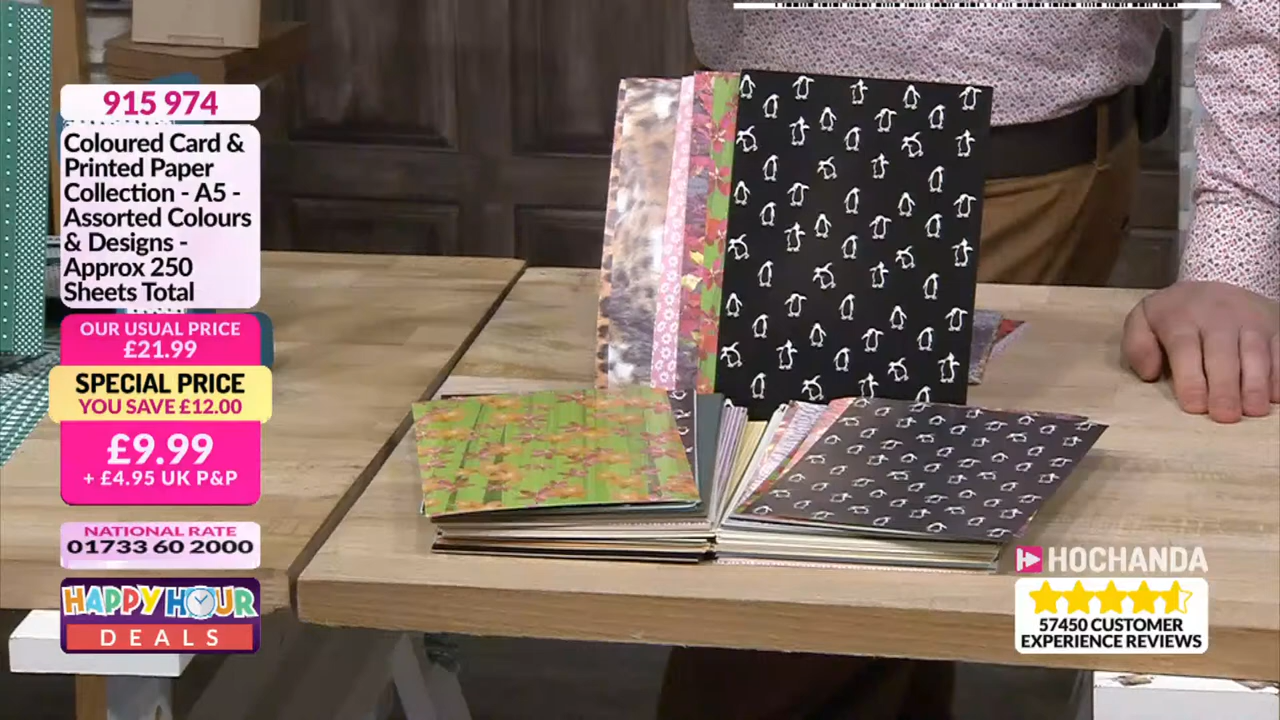 915 974
Coloured Card &
Printed Paper
Collection - A5 -
Assorted Colours
& Designs -
Approx 250
Sheets Total
OUR USUAL PRICE
£21.99
SPECIAL PRICE
YOU SAVE £12.00
£9.99
+ £4.95 UK P&P
NATIONAL RATE
01733 60 2000
HAPPY HOUR
DEALS
HOCHANDA
57450 CUSTOMER
EXPERIENCE REVIEWS